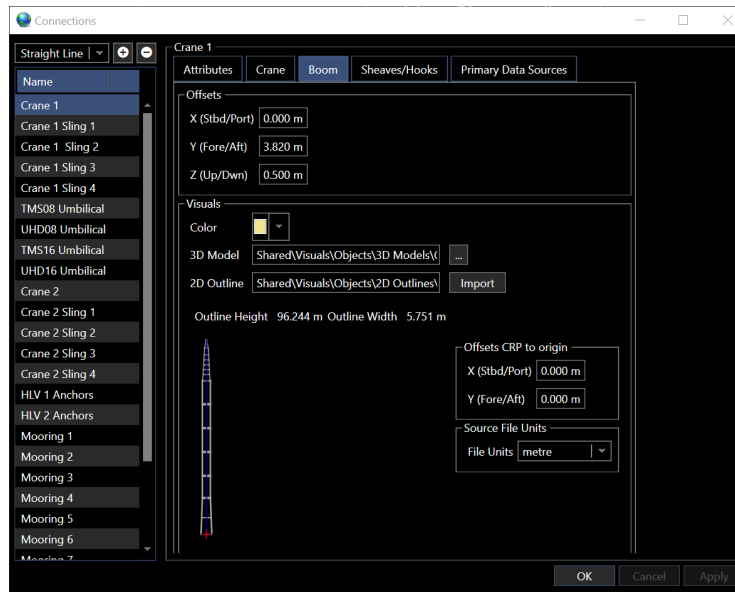 Connections
Straight Line
Name
Crane 1
Crane 1 Sling 1
Crane 1  Sling 2
Crane 1 Sling 3
Crane 1 Sling 4
TMS08 Umbilical
UHD08 Umbilical
TMS16 Umbilical
UHD16 Umbilical
Crane 2
Crane 2 Sling 1
Crane 2 Sling 2
Crane 2 Sling 3
Crane 2 Sling 4
HLV 1 Anchors
HLV 2 Anchors
Mooring 1
Mooring 2
Mooring 3
Mooring 4
Mooring 5
Mooring 6
Mooring 7
Crane 1
Attributes Crane Boom Sheaves/Hooks Primary Data Sources
Offsets
X (Stbd/Port) 0.000 m
Y (Fore/Aft) 3.820 m
Z (Up/Dwn) 0.500 m
Visuals
Color
3D Model Shared\Visuals\Objects\3D Models\( ...
2D Outline Shared\Visuals\Objects\2D Outlines\ Import
Outline Height 96.244 m Outline Width 5.751 m
Offsets CRP to origin
X (Stbd/Port) 0.000 m
Y (Fore/Aft) 0.000 m
Source File Units
File Units metre
OK Cancel Apply